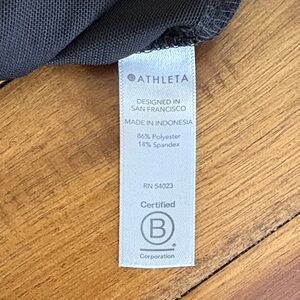 ATHLETA
DESIGNED IN
SAN FRANCISCO
MADE IN INDONESIA
86% Polyester
14% Spandex
RN 54023
Certified
B
Corporation